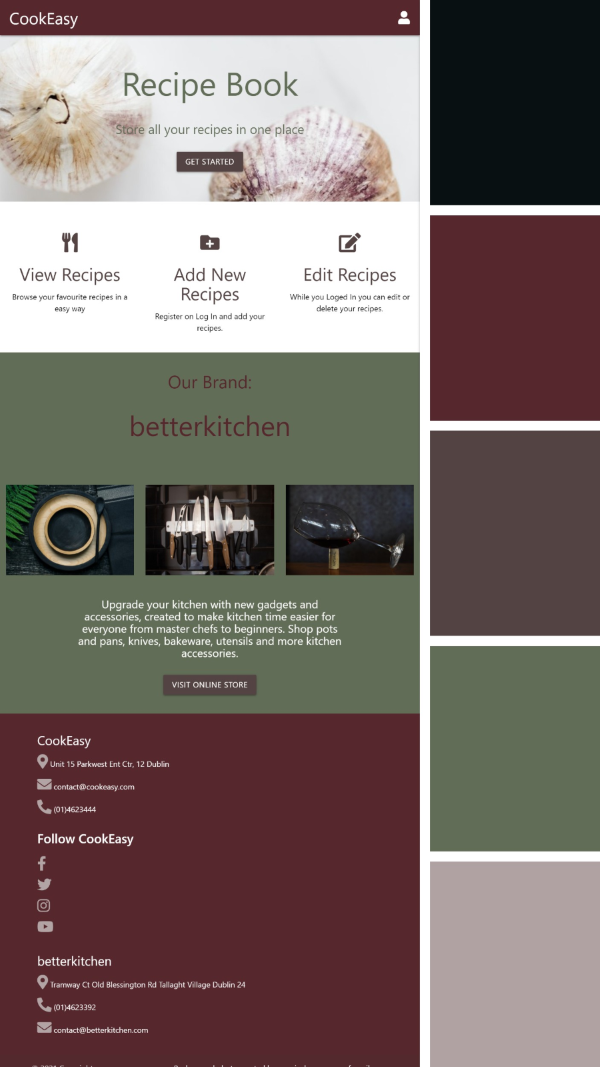 CookEasy
Recipe Book
Store all your recipes in one place
GET STARTED
View Recipes
Browse your favourite recipes in a
easy way
Add New
Recipes
Register on Log In and add your
recipes.
Edit Recipes
While you Loged In you can edit or
delete your recipes.
Our Brand:
betterkitchen
Upgrade your kitchen with new gadgets and
accessories, created to make kitchen time easier for
everyone from master chefs to beginners. Shop pots
and pans, knives, bakeware, utensils and more kitchen
accessories.
VISIT ONLINE STORE
CookEasy
Unit 15 Parkwest Ent Ctr, 12 Dublin
contact@cookeasy.com
(01)4623444
Follow CookEasy
betterkitchen
Tramway Ct Old Blessington Rd Tallaght Village Dublin 24
(01)4623392
contact@betterkitchen.com